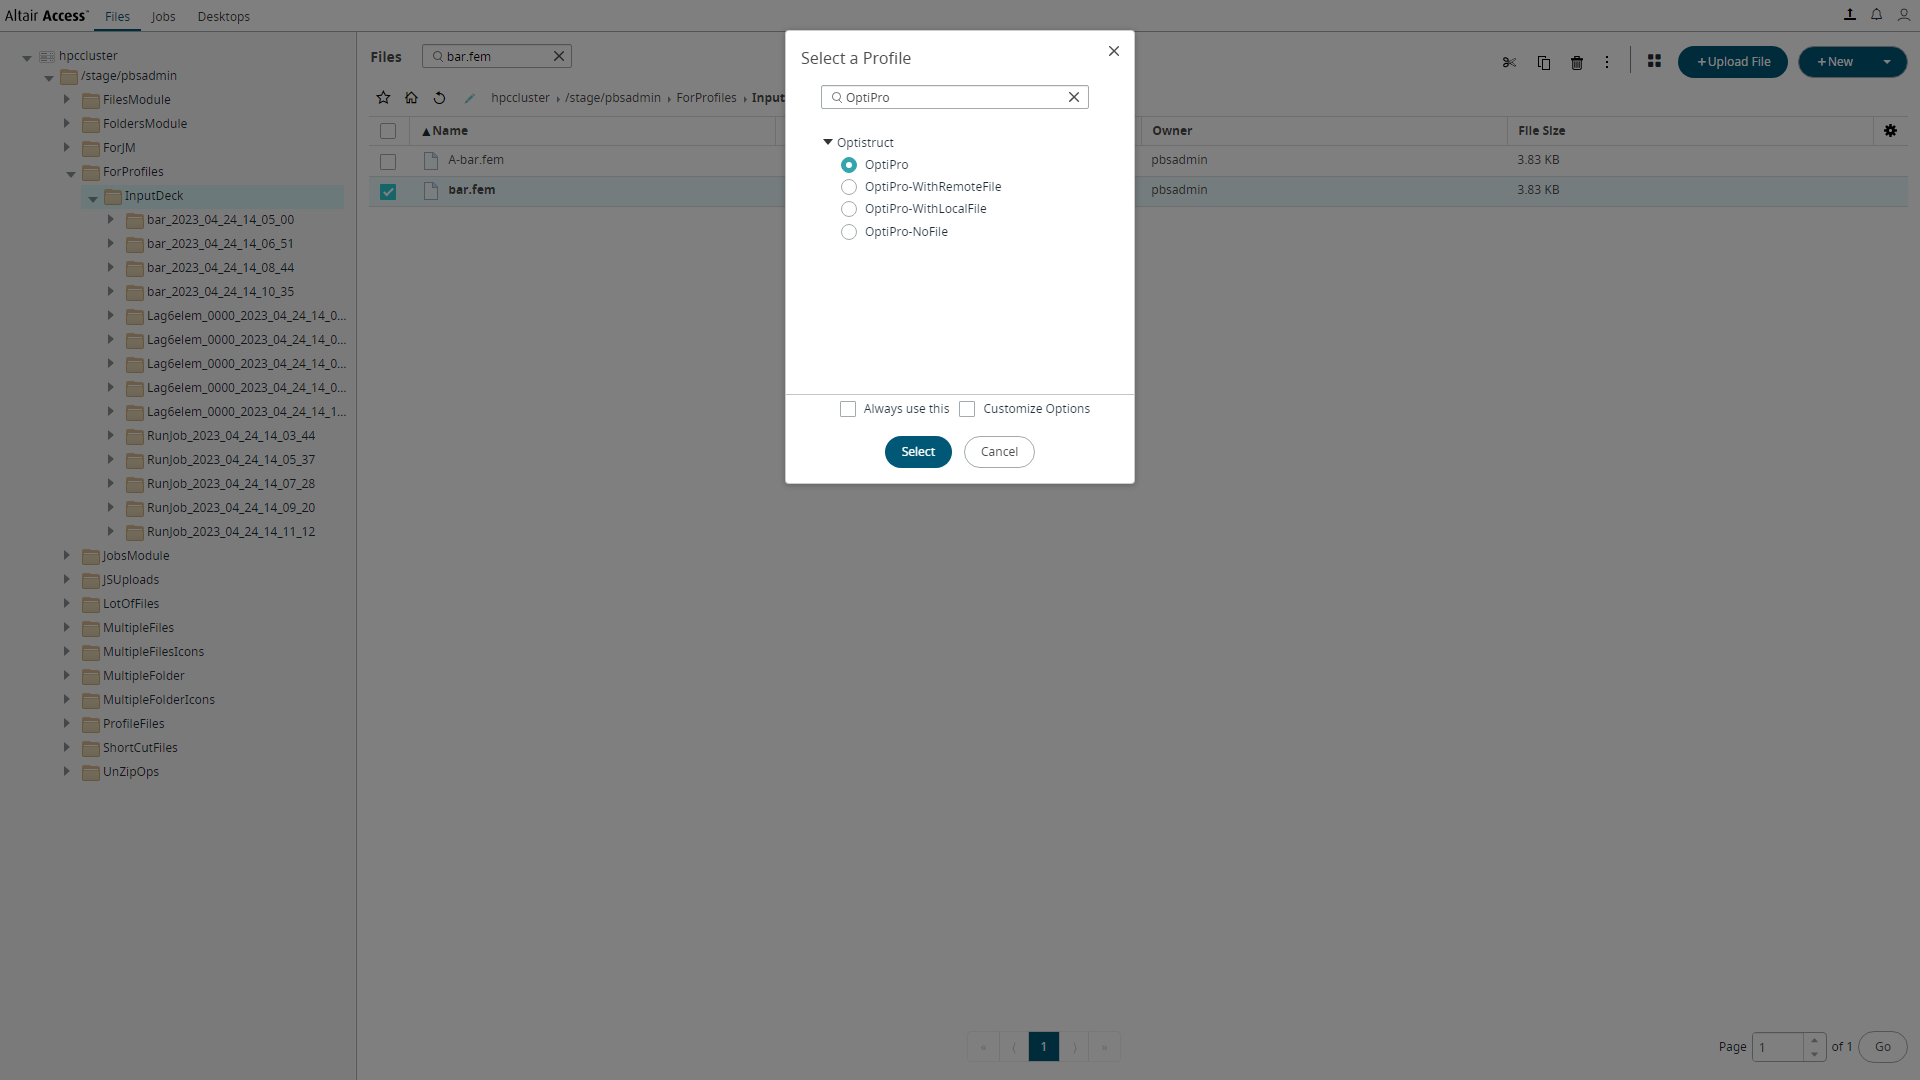 Altair Access™ Files Jobs Desktops
hpccluster
/stage/pbsadmin
FilesModule
FoldersModule
ForJM
ForProfiles
InputDeck
bar_2023_04_24_14_05_00
bar_2023_04_24_14_06_51
bar_2023_04_24_14_08_44
bar_2023_04_24_14_10_35
Lag6elem_0000_2023_04_24_14_0...
Lag6elem_0000_2023_04_24_14_0...
Lag6elem_0000_2023_04_24_14_0...
Lag6elem_0000_2023_04_24_14_0...
Lag6elem_0000_2023_04_24_14_1...
RunJob_2023_04_24_14_03_44
RunJob_2023_04_24_14_05_37
RunJob_2023_04_24_14_07_28
RunJob_2023_04_24_14_09_20
RunJob_2023_04_24_14_11_12
JobsModule
JSUploads
LotOfFiles
MultipleFiles
MultipleFilesIcons
MultipleFolder
MultipleFolderIcons
ProfileFiles
ShortCutFiles
UnZipOps
Files bar.fem
+Upload File +New
hpccluster › /stage/pbsadmin › ForProfiles › Input
Name Owner File Size
A-bar.fem pbsadmin 3.83 KB
bar.fem pbsadmin 3.83 KB
Select a Profile
OptiPro
Optistruct
OptiPro
OptiPro-WithRemoteFile
OptiPro-WithLocalFile
OptiPro-NoFile
Always use this Customize Options
Select Cancel
« ⟨ 1 ⟩ »
Page 1 of 1 Go